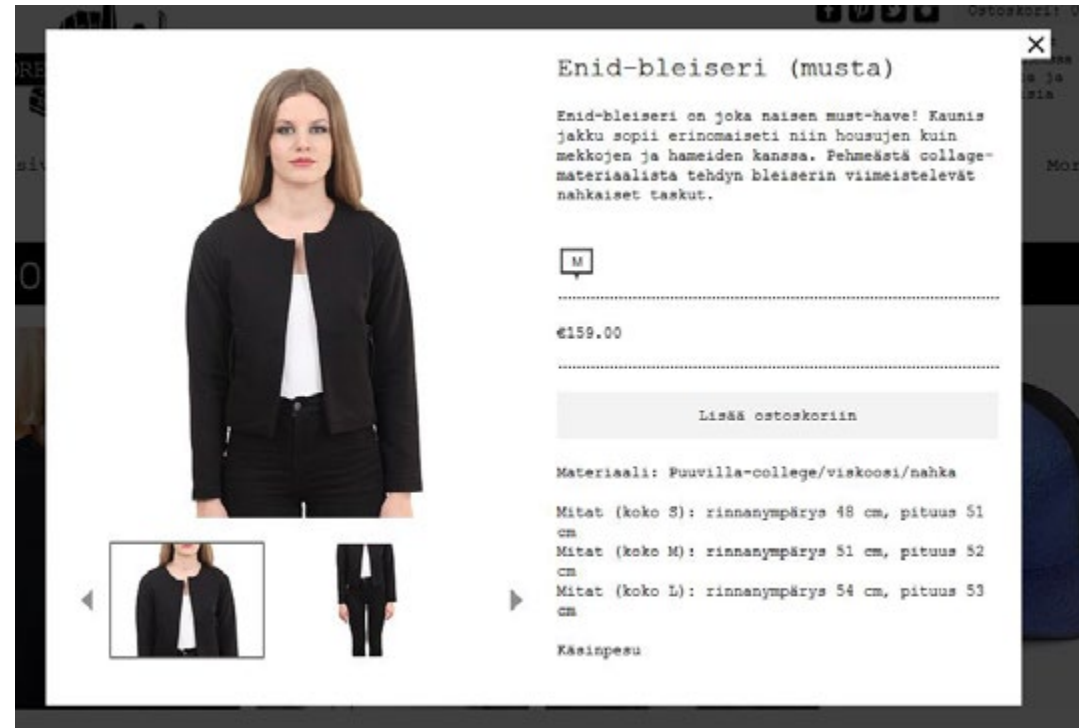 Ostoskori:
Enid-bleiseri (musta)
Enid-bleiseri on joka naisen must-have! Kaunis
jakku sopii erinomaiseti niin housujen kuin
mekkojen ja hameiden kanssa. Pehmeästä collage-
materiaalista tehdyn bleiserin viimeistelevät
nahkaiset taskut.
M
€159.00
Lisää ostoskoriin
Materiaali: Puuvilla-college/viskoosi/nahka
Mitat (koko S): rinnanympärys 48 cm, pituus 51
cm
Mitat (koko M): rinnanympärys 51 cm, pituus 52
cm
Mitat (koko L): rinnanympärys 54 cm, pituus 53
cm
Käsinpesu